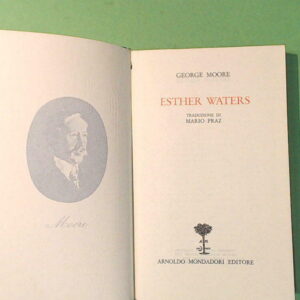 Moore
GEORGE MOORE
ESTHER WATERS
TRADUZIONE DI
MARIO PRAZ
ARNOLDO MONDADORI EDITORE